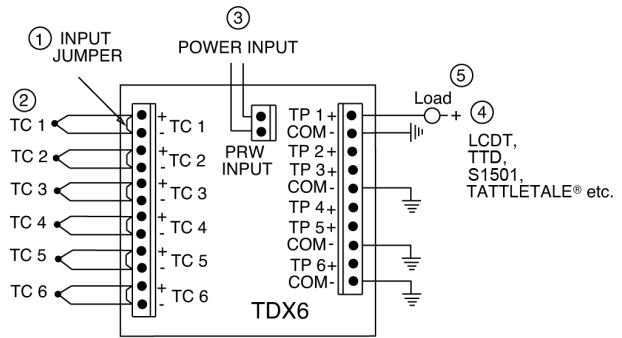 1 INPUT JUMPER
3
POWER INPUT
2
TC 1
TC 2
TC 3
TC 4
TC 5
TC 6
+
-
TC 1
+
-
TC 2
+
-
TC 3
+
-
TC 4
+
-
TC 5
+
-
TC 6
PRW
INPUT
TDX6
TP 1+
COM-
TP 2+
TP 3+
COM-
TP 4+
TP 5+
COM-
TP 6+
COM-
5
Load
+
4
LCDT,
TTD,
S1501,
TATTLETALE® etc.